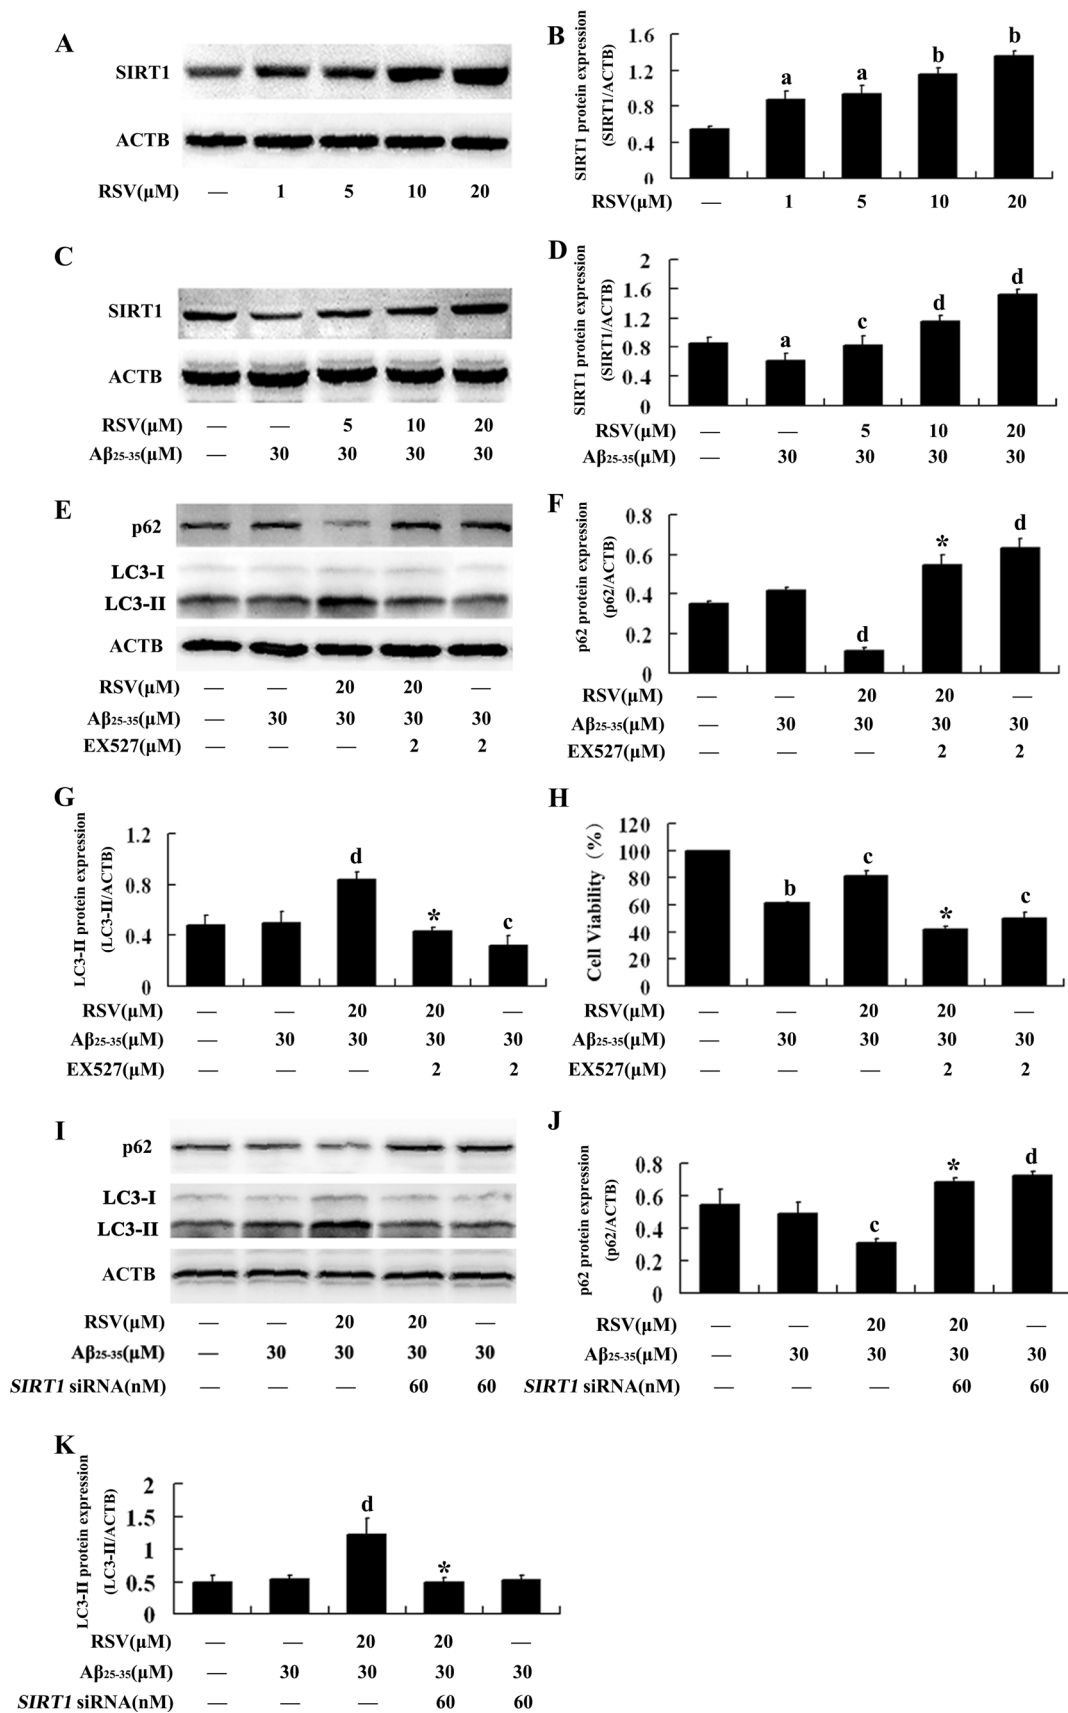 A
SIRT1
ACTB
RSV(μM) — 1 5 10 20
B
SIRT1 protein expression
(SIRT1/ACTB)
1.6
1.2
0.8
0.4
0
a a b b
RSV(μM) — 1 5 10 20
C
SIRT1
ACTB
RSV(μM) — — 5 10 20
Aβ25-35(μM) — 30 30 30 30
D
SIRT1 protein expression
(SIRT1/ACTB)
2
1.6
1.2
0.8
0.4
0
a c d d
RSV(μM) — — 5 10 20
Aβ25-35(μM) — 30 30 30 30
E
p62
LC3-I
LC3-II
ACTB
RSV(μM) — — 20 20 —
Aβ25-35(μM) — 30 30 30 30
EX527(μM) — — — 2 2
F
p62 protein expression
(p62/ACTB)
0.8
0.6
0.4
0.2
0
d * d
RSV(μM) — — 20 20 —
Aβ25-35(μM) — 30 30 30 30
EX527(μM) — — — 2 2
G
LC3-II protein expression
(LC3-II/ACTB)
1.2
0.8
0.4
0
d * c
RSV(μM) — — 20 20 —
Aβ25-35(μM) — 30 30 30 30
EX527(μM) — — — 2 2
H
Cell Viability (%)
120
100
80
60
40
20
0
b c * c
RSV(μM) — — 20 20 —
Aβ25-35(μM) — 30 30 30 30
EX527(μM) — — — 2 2
I
p62
LC3-I
LC3-II
ACTB
RSV(μM) — — 20 20 —
Aβ25-35(μM) — 30 30 30 30
SIRT1 siRNA(nM) — — — 60 60
J
p62 protein expression
(p62/ACTB)
0.8
0.6
0.4
0.2
0
c * d
RSV(μM) — — 20 20 —
Aβ25-35(μM) — 30 30 30 30
SIRT1 siRNA(nM) — — — 60 60
K
LC3-II protein expression
(LC3-II/ACTB)
2
1.5
1
0.5
0
d *
RSV(μM) — — 20 20 —
Aβ25-35(μM) — 30 30 30 30
SIRT1 siRNA(nM) — — — 60 60